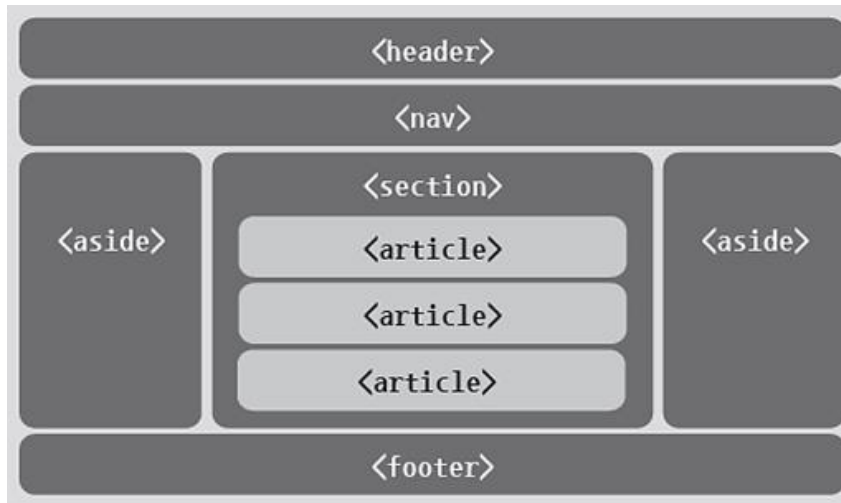 <header>
<nav>
<section>
<aside>
<article>
<aside>
<article>
<article>
<footer>